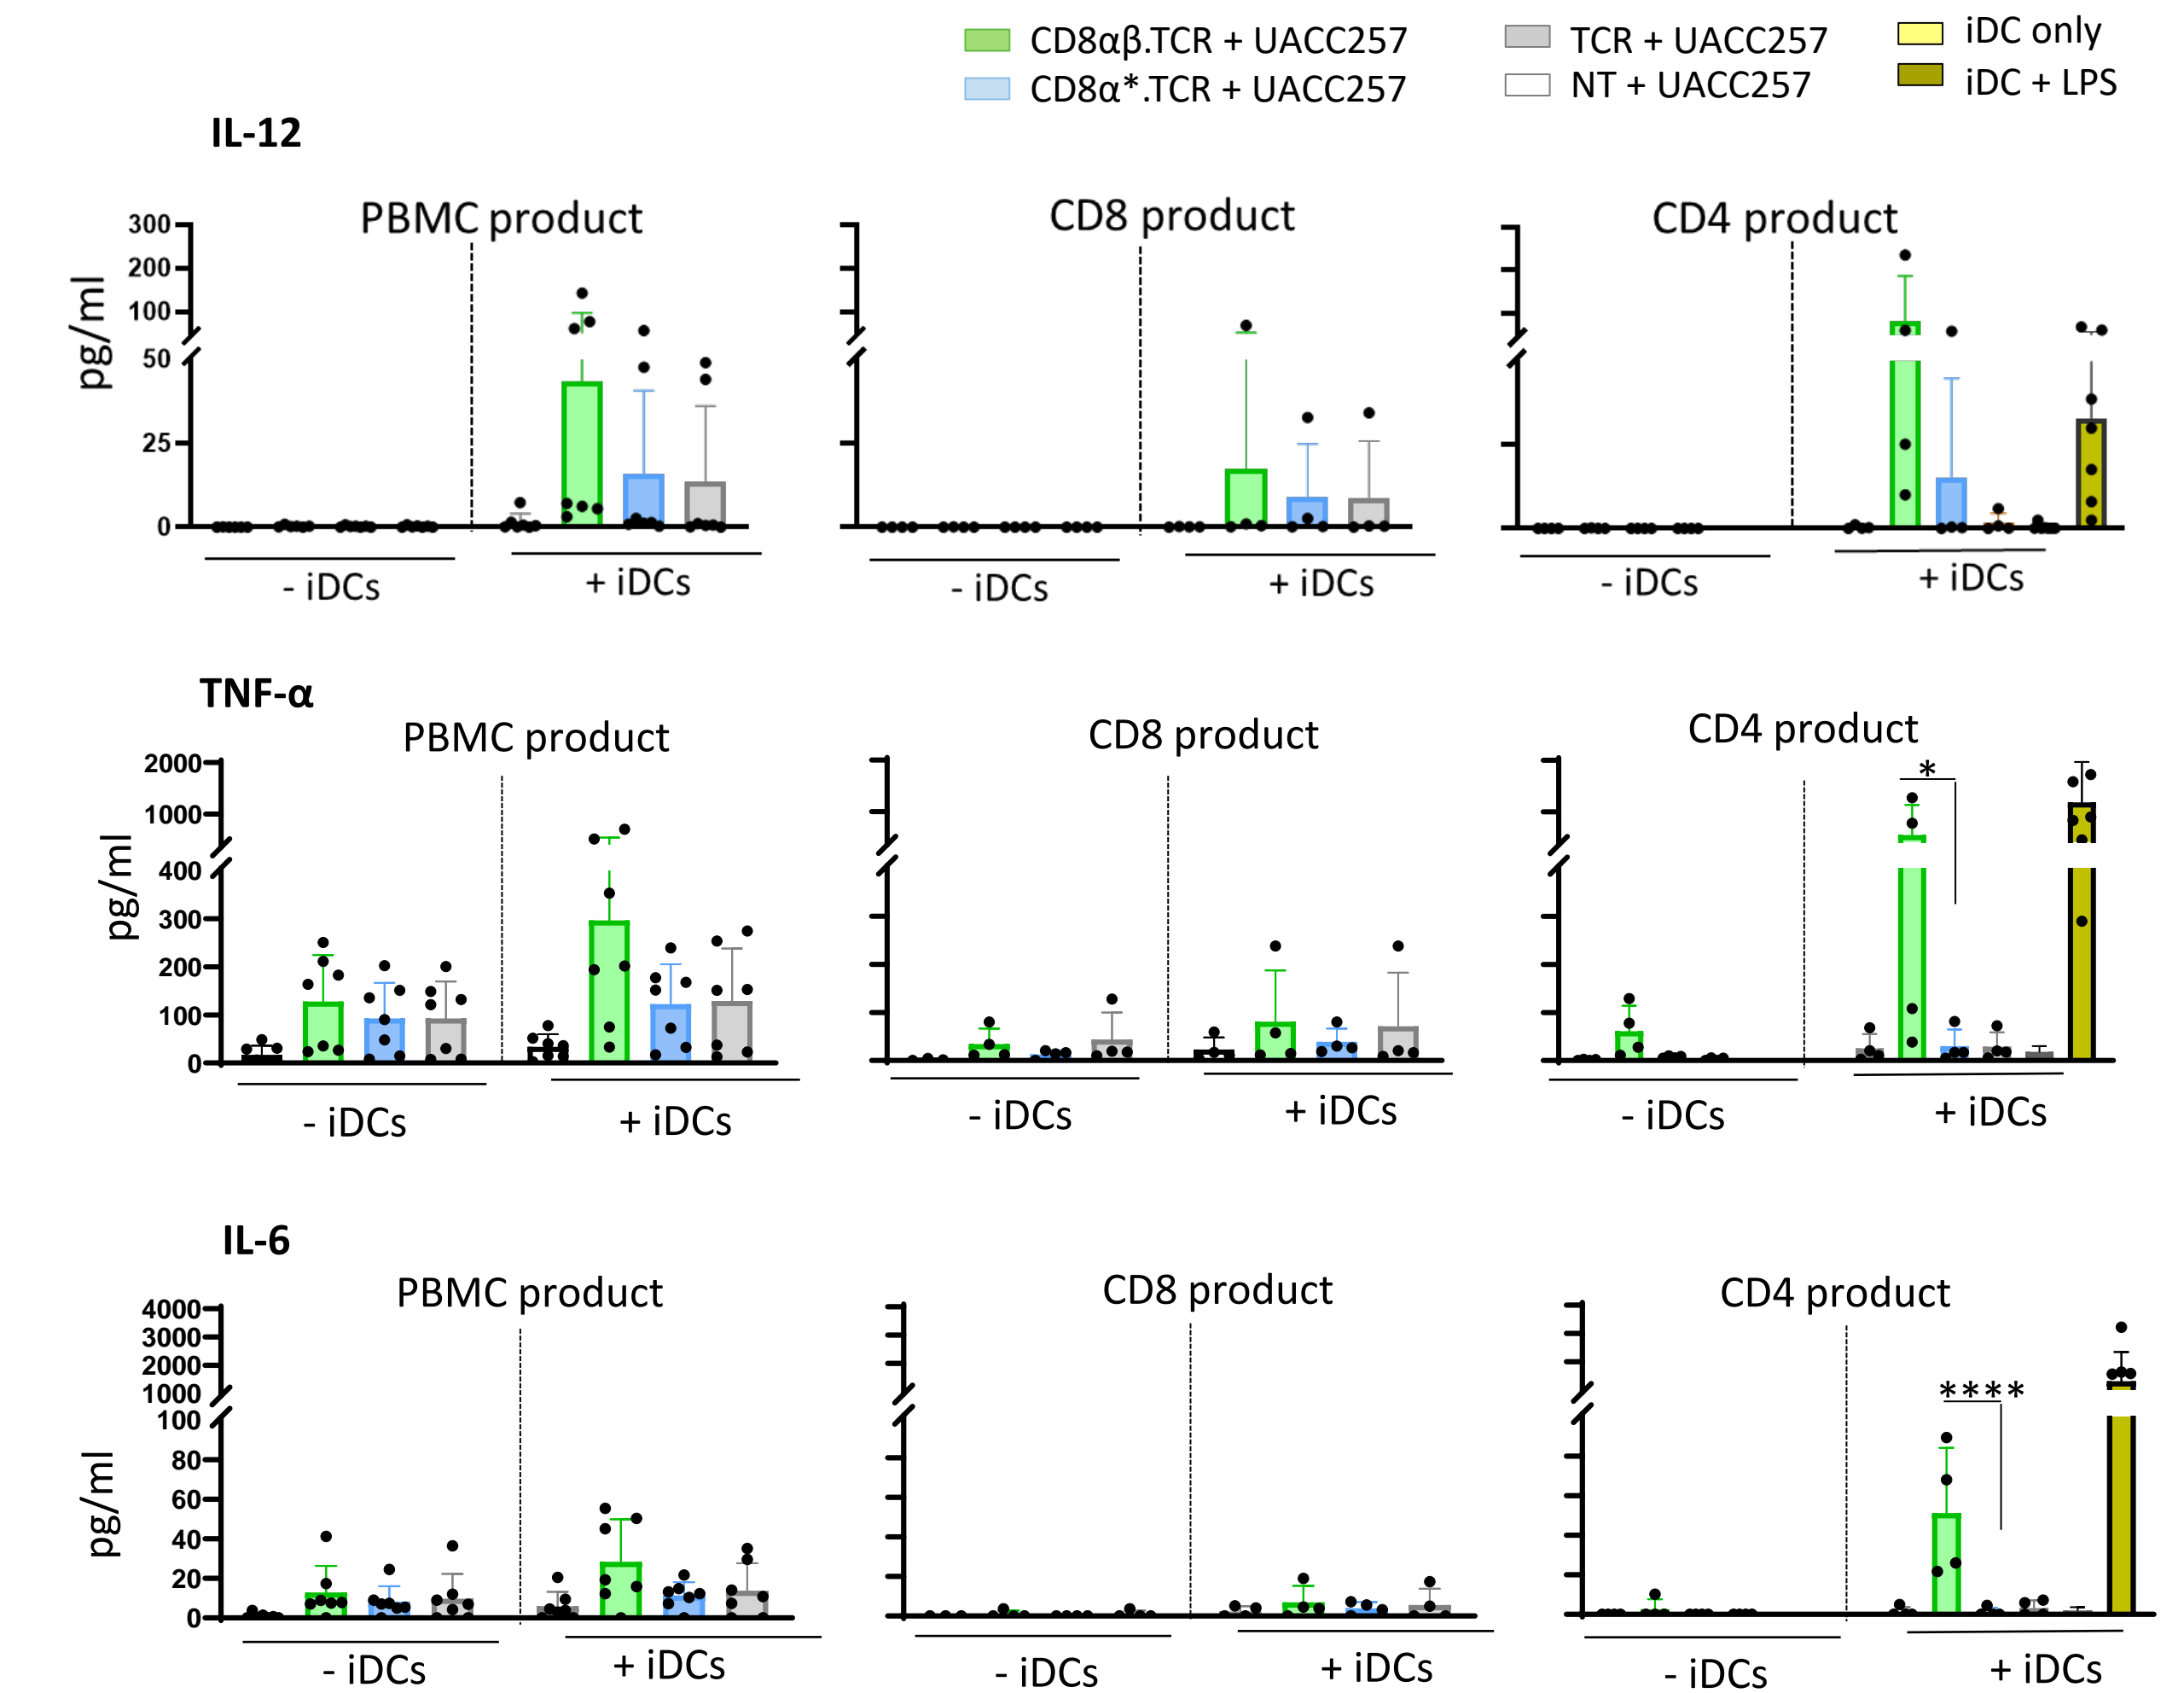 CD8αβ.TCR + UACC257
TCR + UACC257
iDC only
CD8α*.TCR + UACC257
NT + UACC257
iDC + LPS
IL-12
PBMC product
CD8 product
CD4 product
pg/ml
300
200
100
50
25
0
- iDCs
+ iDCs
- iDCs
+ iDCs
- iDCs
+ iDCs
TNF-α
PBMC product
CD8 product
CD4 product
*
pg/ml
2000
1000
400
300
200
100
0
- iDCs
+ iDCs
- iDCs
+ iDCs
- iDCs
+ iDCs
IL-6
PBMC product
CD8 product
CD4 product
****
pg/ml
4000
3000
2000
1000
100
80
60
40
20
0
- iDCs
+ iDCs
- iDCs
+ iDCs
- iDCs
+ iDCs